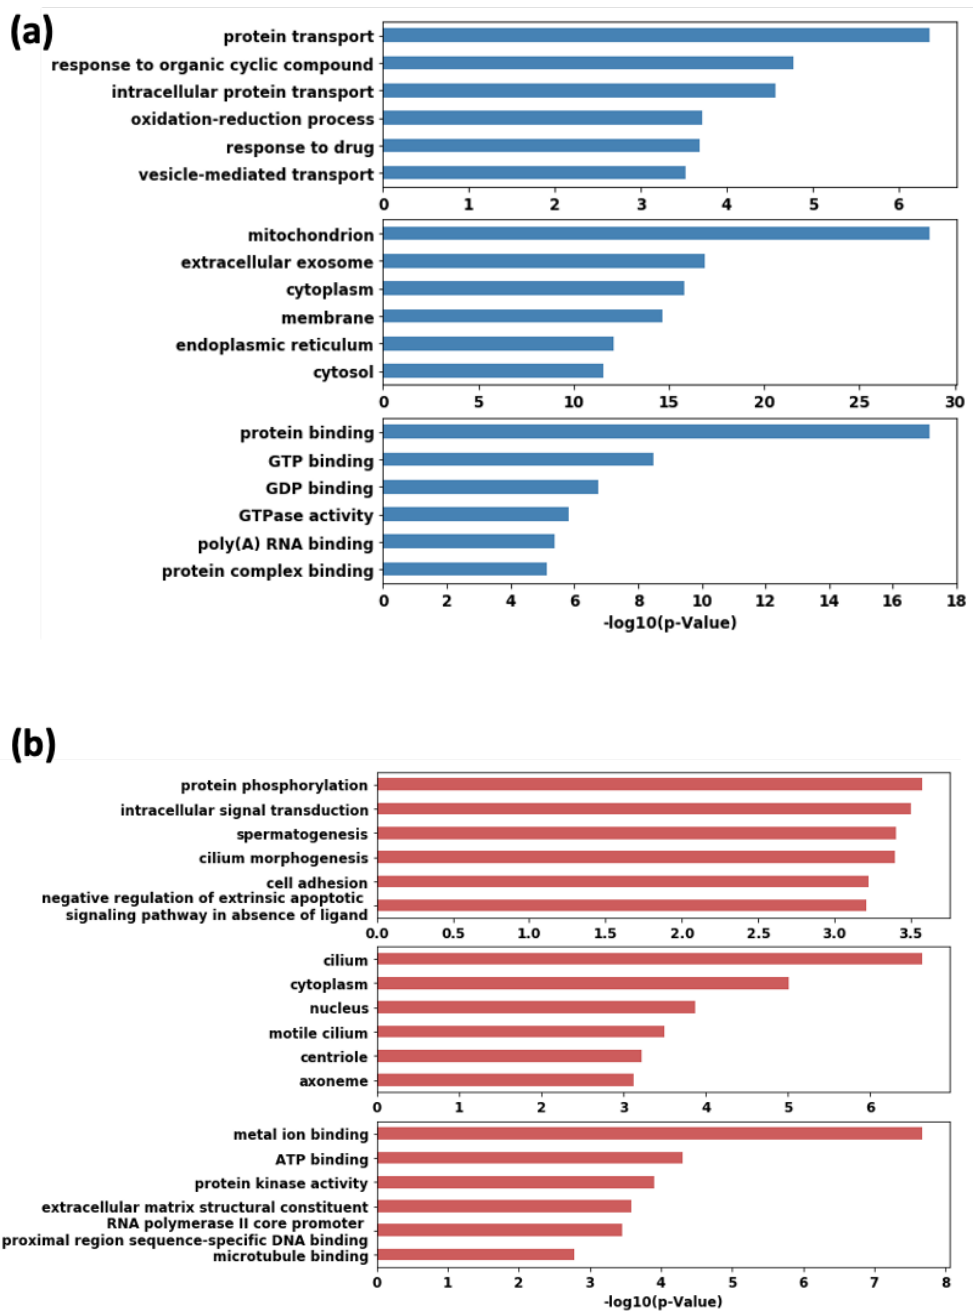 (a)
protein transport
response to organic cyclic compound
intracellular protein transport
oxidation-reduction process
response to drug
vesicle-mediated transport
0 1 2 3 4 5 6
mitochondrion
extracellular exosome
cytoplasm
membrane
endoplasmic reticulum
cytosol
0 5 10 15 20 25 30
protein binding
GTP binding
GDP binding
GTPase activity
poly(A) RNA binding
protein complex binding
0 2 4 6 8 10 12 14 16 18
-log10(p-Value)
(b)
protein phosphorylation
intracellular signal transduction
spermatogenesis
cilium morphogenesis
cell adhesion
negative regulation of extrinsic apoptotic
signaling pathway in absence of ligand
0.0 0.5 1.0 1.5 2.0 2.5 3.0 3.5
cilium
cytoplasm
nucleus
motile cilium
centriole
axoneme
0 1 2 3 4 5 6
metal ion binding
ATP binding
protein kinase activity
extracellular matrix structural constituent
RNA polymerase II core promoter
proximal region sequence-specific DNA binding
microtubule binding
0 1 2 3 4 5 6 7 8
-log10(p-Value)